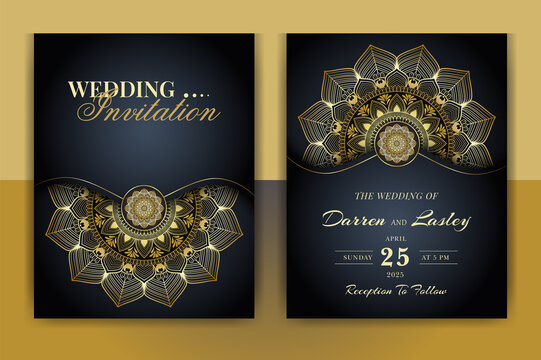 WEDDING ....
Invitation
THE WEDDING OF
Darren AND Lasley
APRIL
SUNDAY 25 AT 5 PM
2025
Reception To Follow